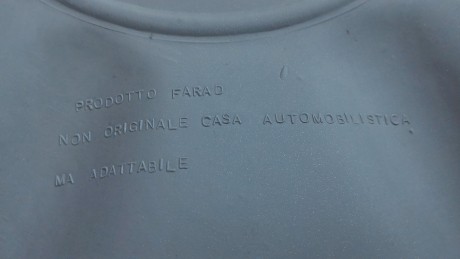 PRODOTTO FARAD
NON ORIGINALE CASA AUTOMOBILISTICA
MA ADATTABILE